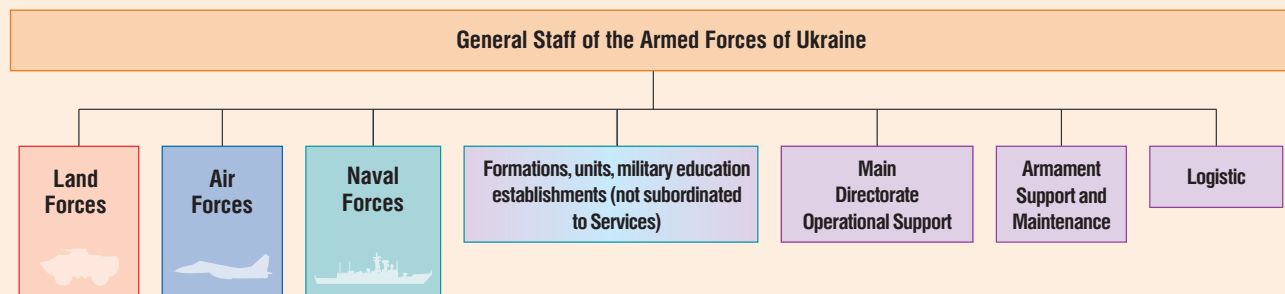 General Staff of the Armed Forces of Ukraine
Land
Forces
Air
Forces
Naval
Forces
Formations, units, military education
establishments (not subordinated
to Services)
Main
Directorate
Operational Support
Armament
Support and
Maintenance
Logistic